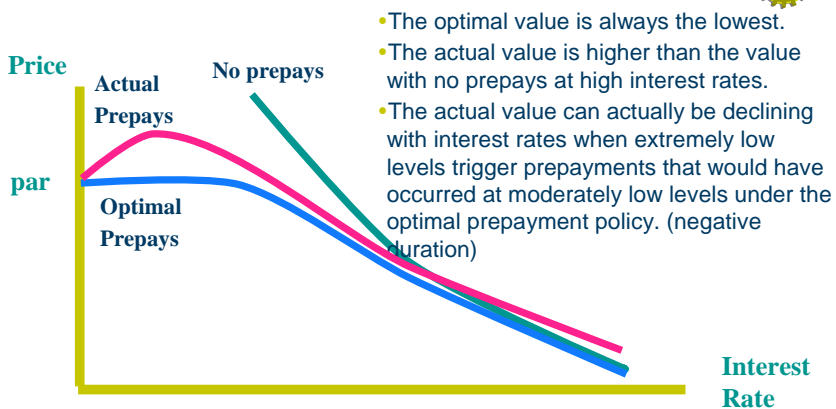 •The optimal value is always the lowest.
•The actual value is higher than the value
with no prepays at high interest rates.
•The actual value can actually be declining
with interest rates when extremely low
levels trigger prepayments that would have
occurred at moderately low levels under the
optimal prepayment policy. (negative
duration)
Price
Actual
Prepays
No prepays
par
Optimal
Prepays
Interest
Rate